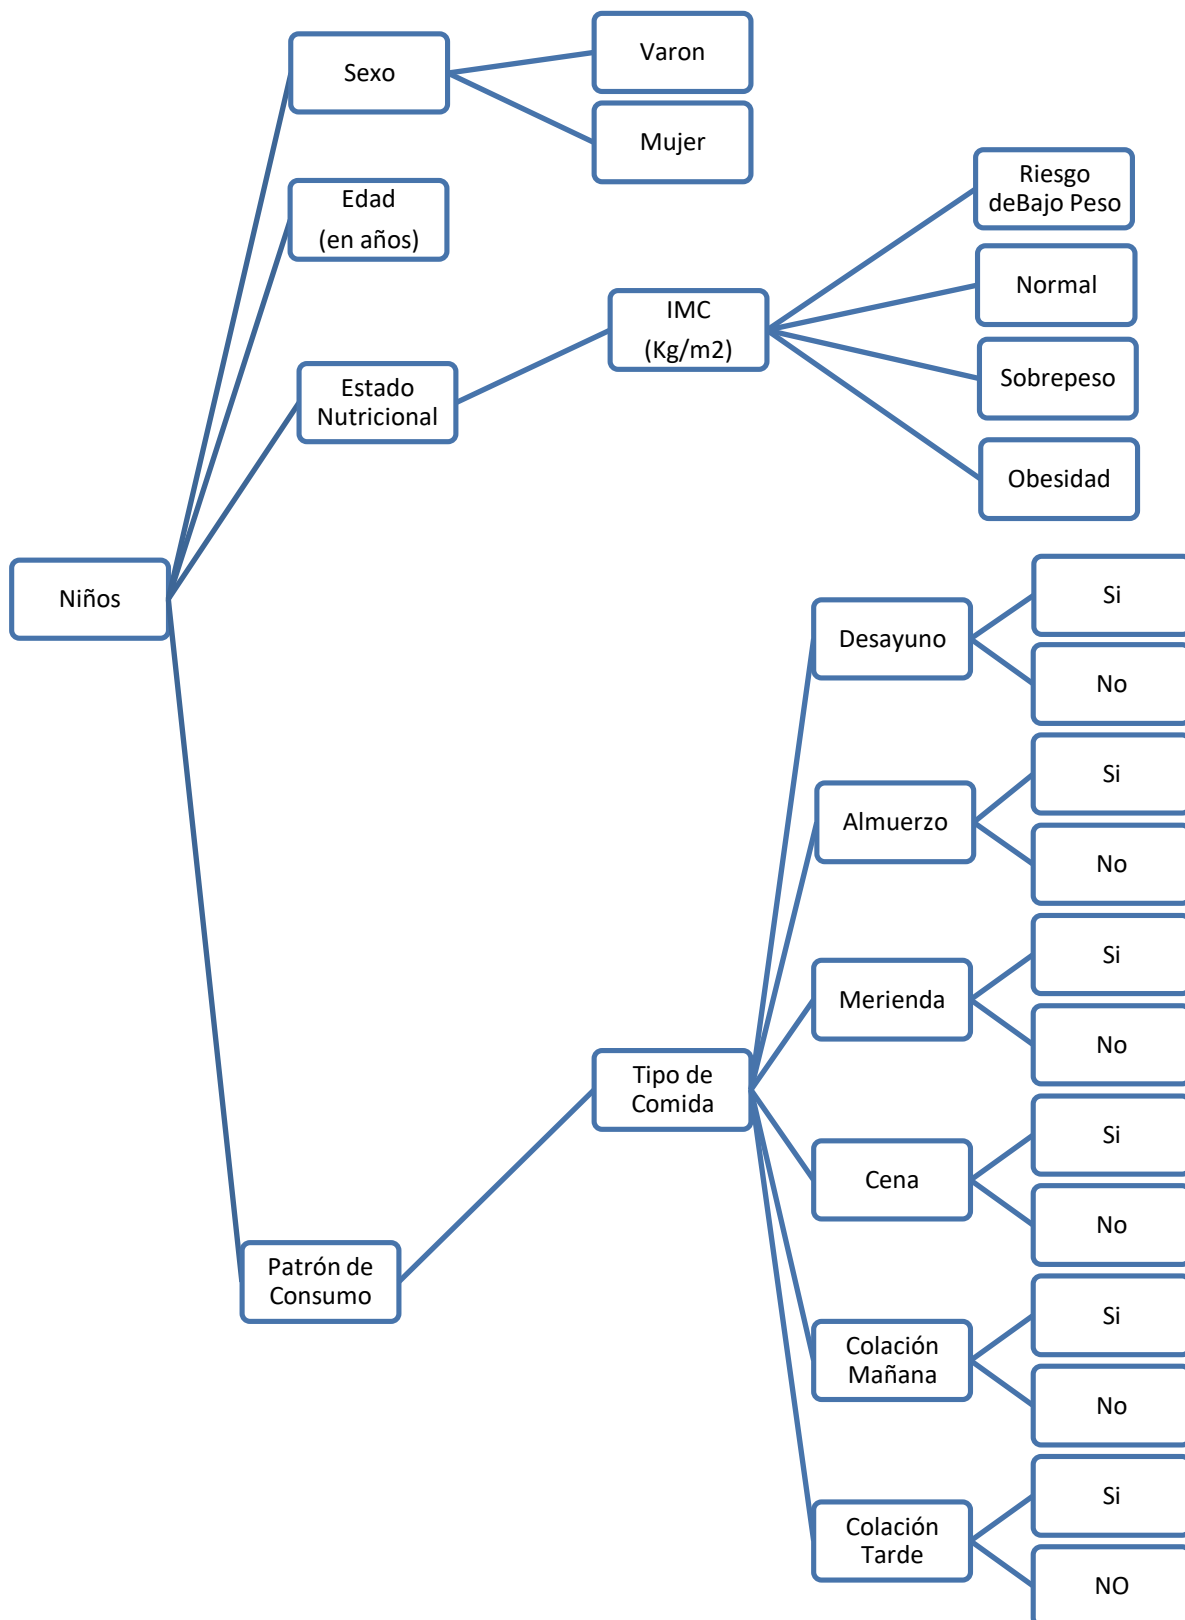 Sexo
Varon
Mujer
Edad
(en años)
Estado
Nutricional
IMC
(Kg/m2)
Riesgo
deBajo Peso
Normal
Sobrepeso
Obesidad
Niños
Patrón de
Consumo
Tipo de
Comida
Desayuno
Si
No
Almuerzo
Si
No
Merienda
Si
No
Cena
Si
No
Colación
Mañana
Si
No
Colación
Tarde
Si
NO